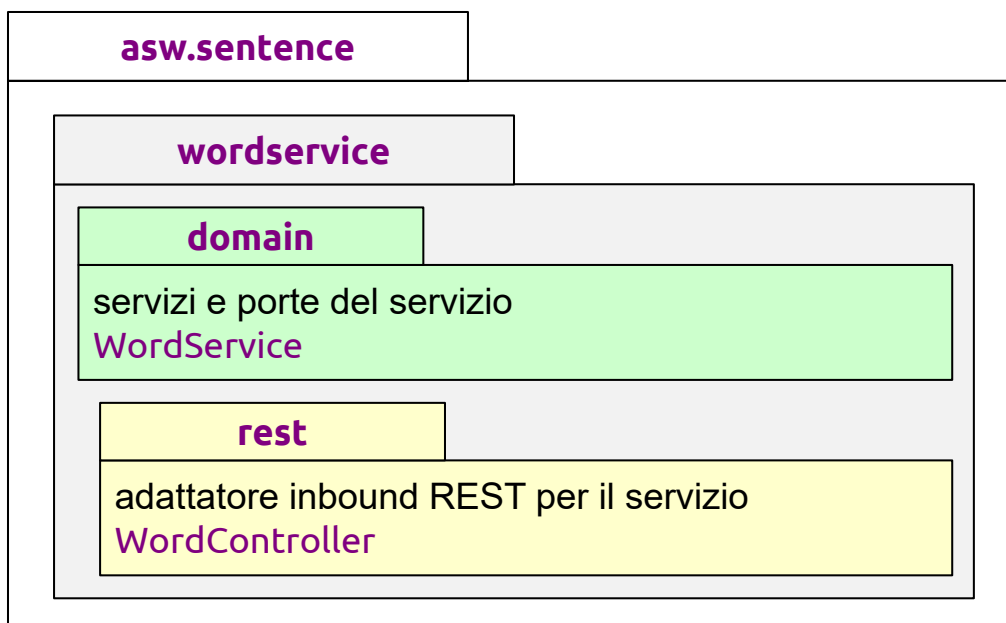 asw.sentence
wordservice
domain
servizi e porte del servizio
WordService
rest
adattatore inbound REST per il servizio
WordController